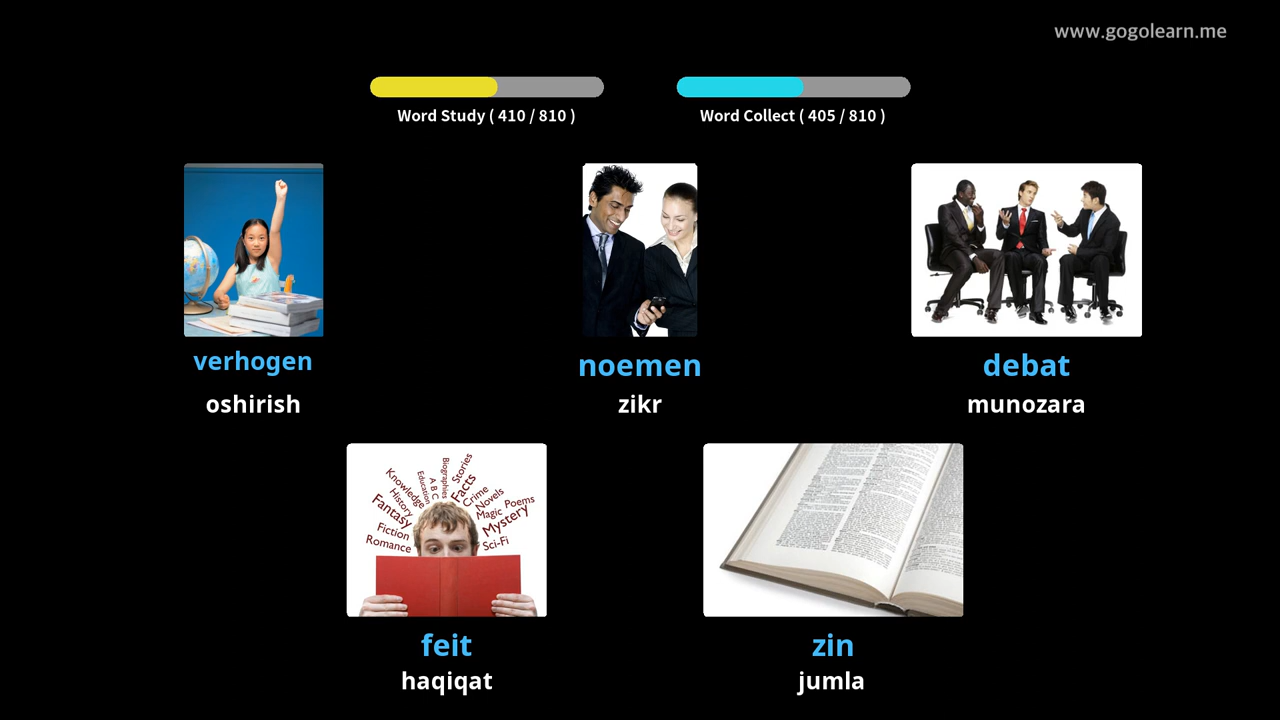 www.gogolearn.me
Word Study ( 410 / 810 )
Word Collect ( 405 / 810 )
verhogen
oshirish
noemen
zikr
debat
munozara
Stories
Biographies
A B C
Education
Facts
Knowledge
History
Crime
Novels
Fantasy
Magic
Poems
Mystery
Fiction
Romance
Sci-Fi
feit
haqiqat
zin
jumla